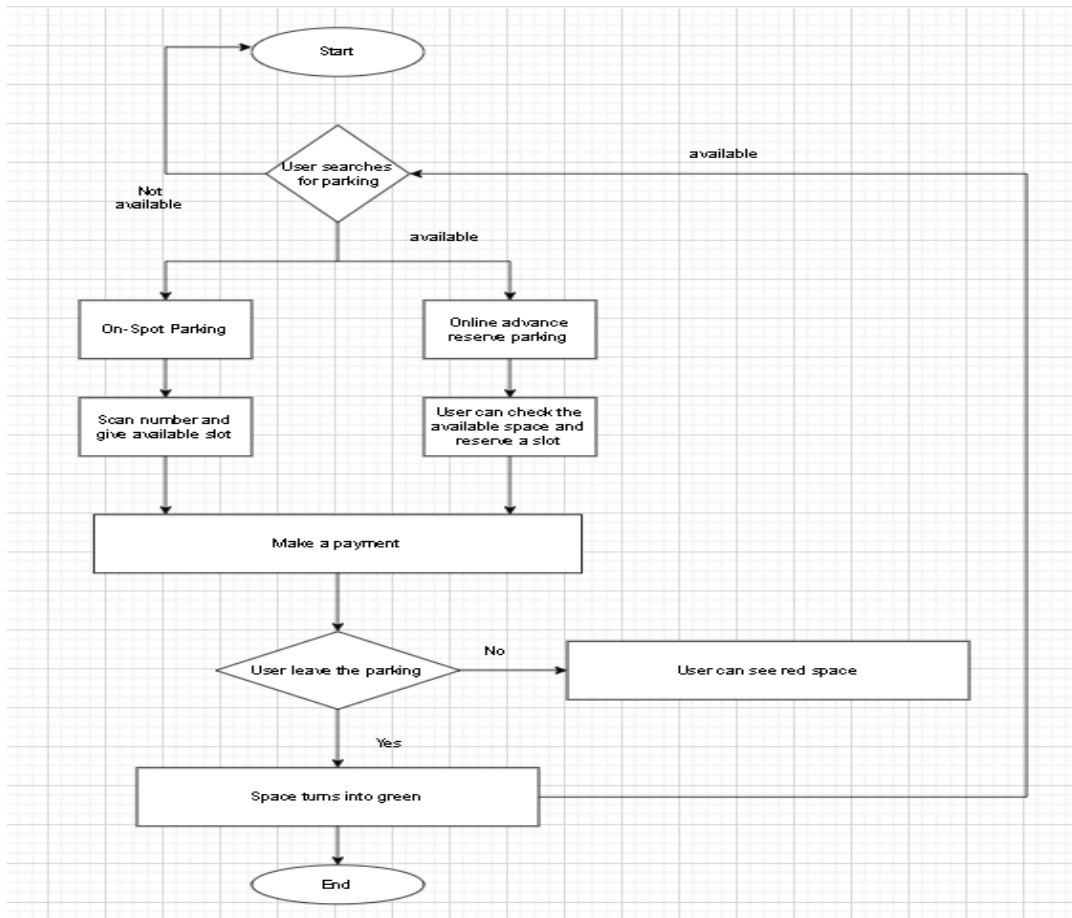 Start
User searches
for parking
available
Not
available
available
On-Spot Parking
Online advance
reserve parking
Scan number and
give available slot
User can check the
available space and
reserve a slot
Make a payment
User leave the parking
No
User can see red space
Yes
Space turns into green
End